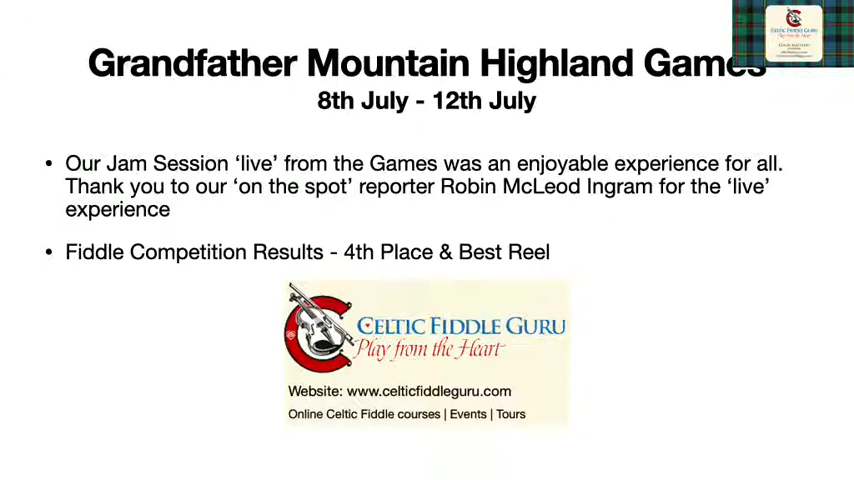 Grandfather Mountain Highland Games
8th July - 12th July
CELTIC FIDDLE GURU
Play from the Heart
• Our Jam Session ‘live’ from the Games was an enjoyable experience for all.
Thank you to our ‘on the spot’ reporter Robin McLeod Ingram for the ‘live’
experience
• Fiddle Competition Results - 4th Place & Best Reel
CELTIC FIDDLE GURU
Play from the Heart
Website: www.celticfiddleguru.com
Online Celtic Fiddle courses | Events | Tours